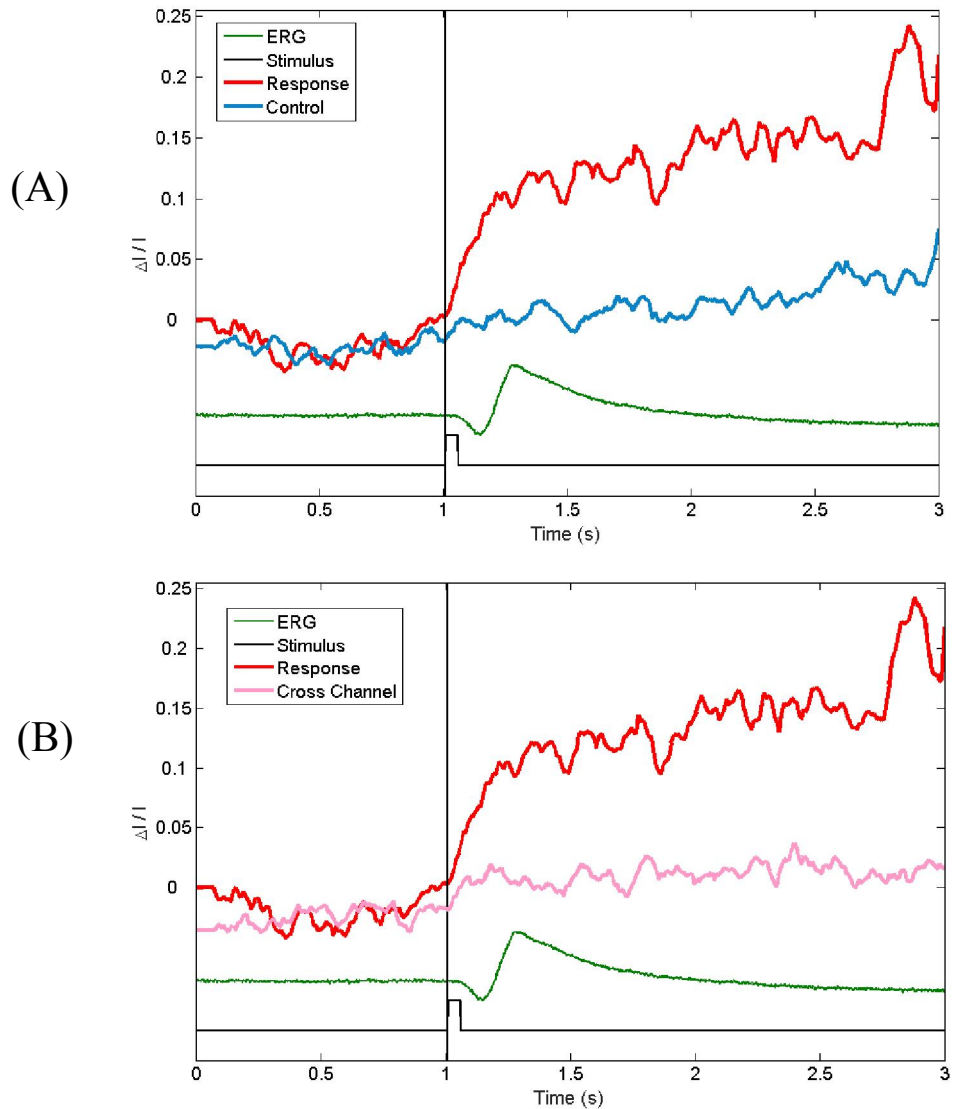 (A)
0.25
0.2
0.15
0.1
0.05
0
ΔI / I
ERG
Stimulus
Response
Control
0 0.5 1 1.5 2 2.5 3
Time (s)
(B)
0.25
0.2
0.15
0.1
0.05
0
ΔI / I
ERG
Stimulus
Response
Cross Channel
0 0.5 1 1.5 2 2.5 3
Time (s)